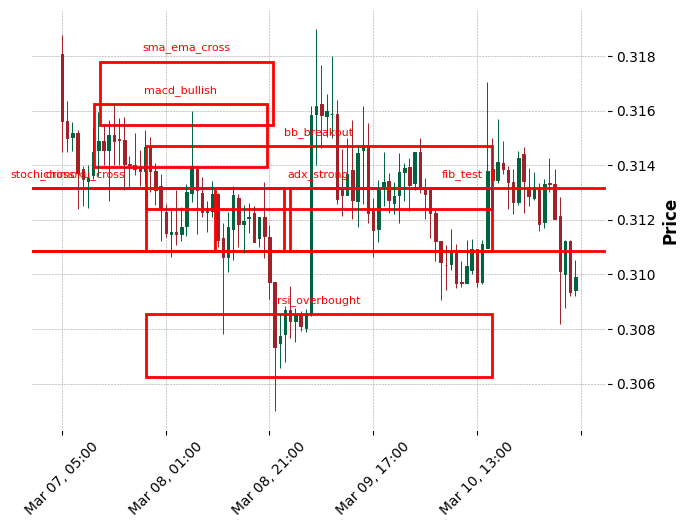 sma_ema_cross
macd_bullish
bb_breakout
adx_strong
fib_test
rsi_overbought
0.318
0.316
0.314
0.312
0.310
0.308
0.306
Price
Mar 07, 05:00
Mar 08, 01:00
Mar 08, 21:00
Mar 09, 17:00
Mar 10, 13:00